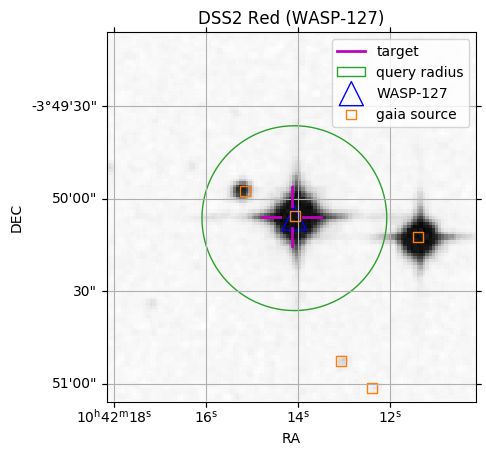 DSS2 Red (WASP-127)
target
query radius
WASP-127
gaia source
-3°49'30"
50'00"
30"
51'00"
DEC
10ʰ42ᵐ18ˢ 16ˢ 14ˢ 12ˢ
RA